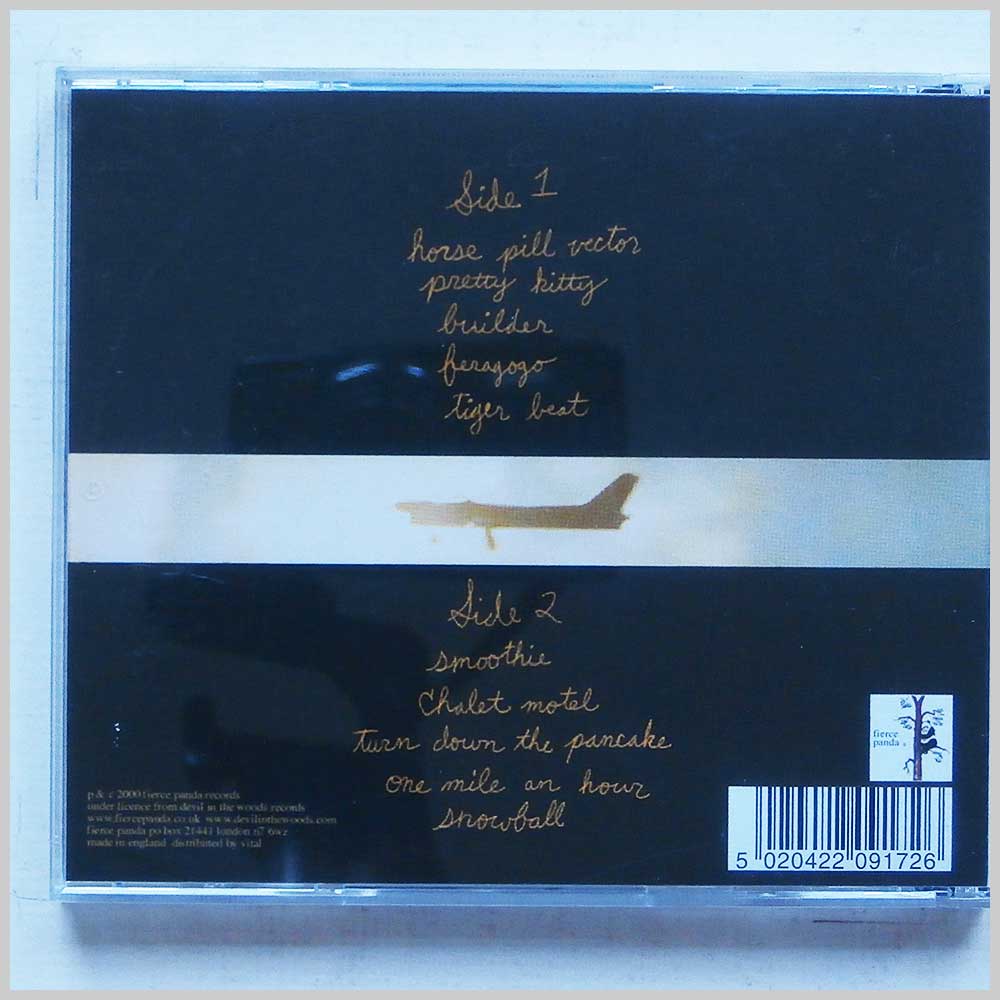 Side 1
horse pill vector
pretty kitty
builder
feragogo
tiger beat
Side 2
smoothie
Chalet motel
turn down the pancake
one mile an hour
snowball
fierce
panda
p & c 2000 fierce panda records
under licence from devil in the woods records
www.fiercepanda.co.uk www.devilinthewoods.com
fierce panda po box 21441 london n7 6wz
made in england distributed by vital
5 020422 091726